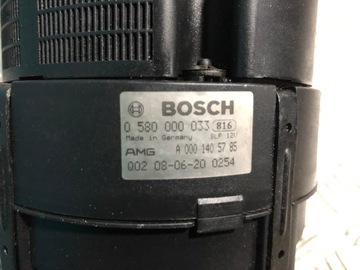 BOSCH
0 580 000 033 816
Made in Germany SLP 12V
AMG A 000 140 57 85
002 08-06-20 0254